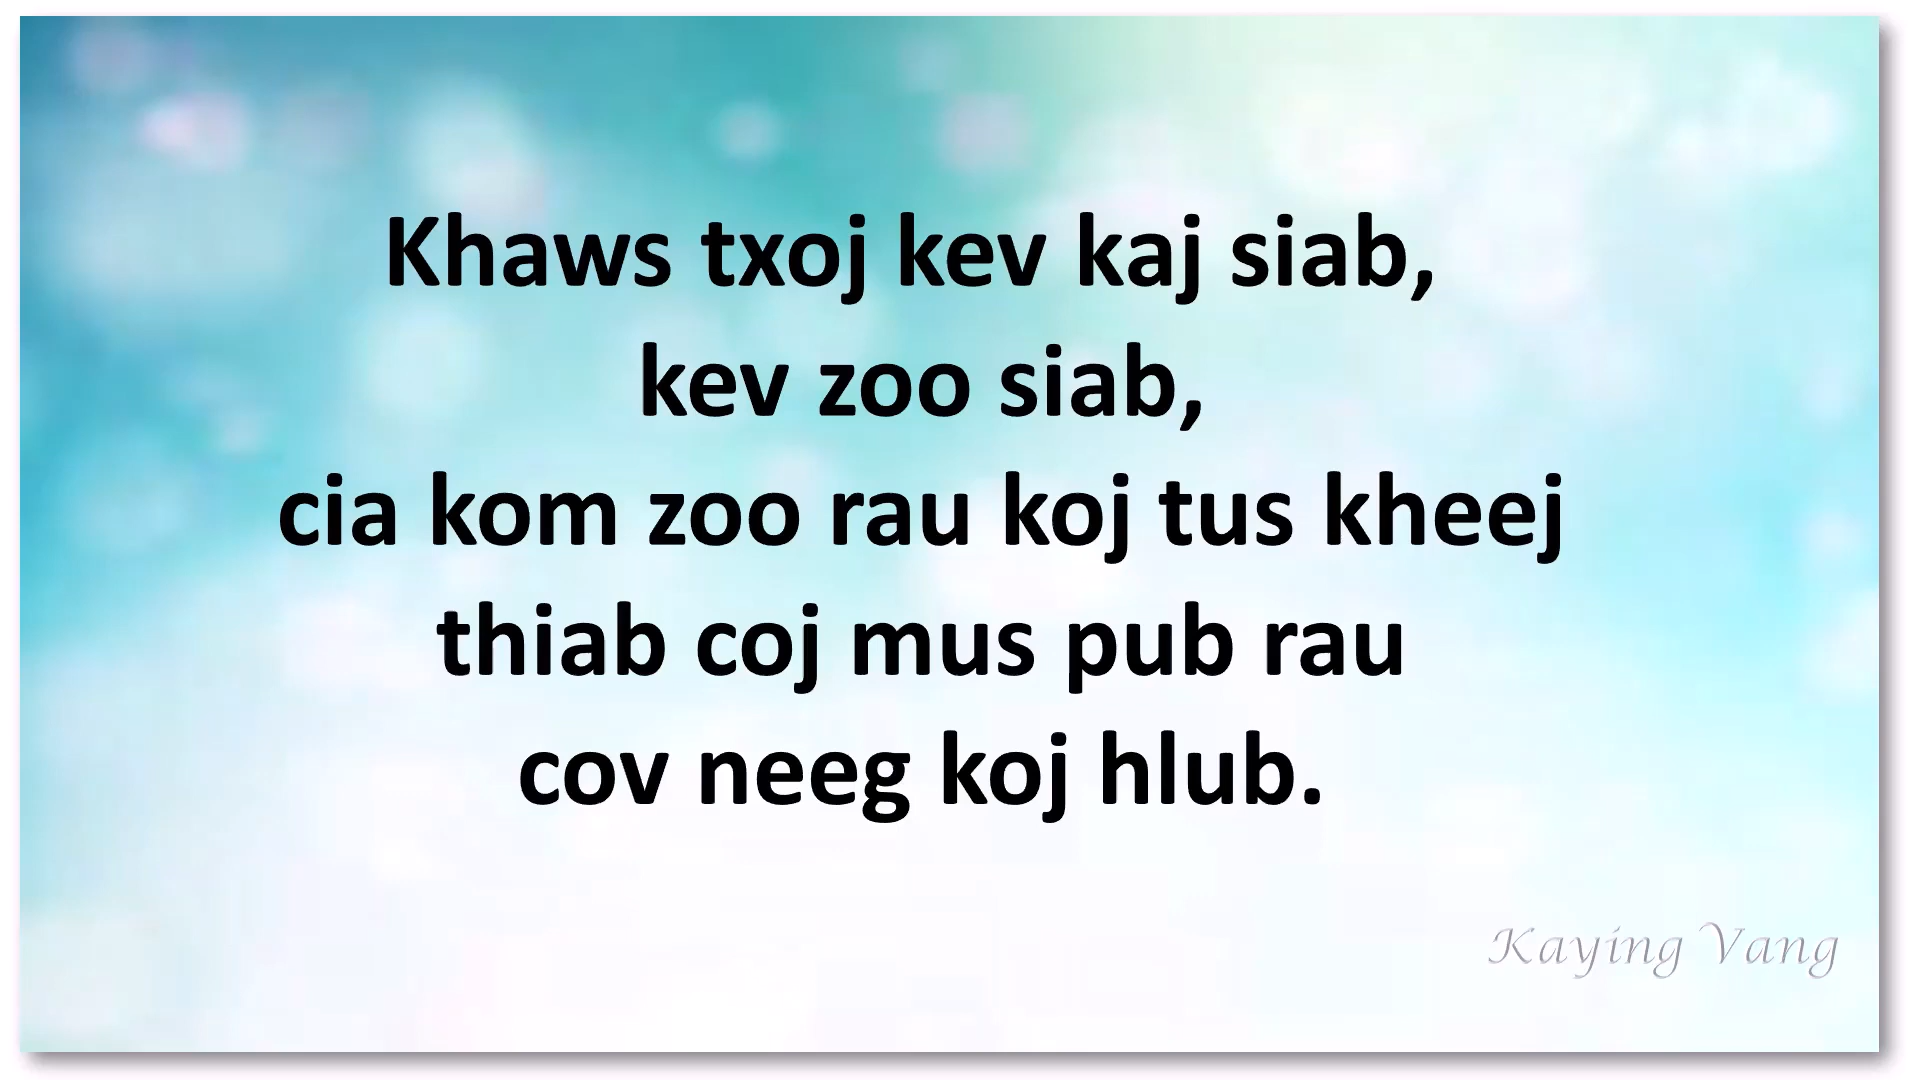 Khaws txoj kev kaj siab,
kev zoo siab,
cia kom zoo rau koj tus kheej
thiab coj mus pub rau
cov neeg koj hlub.
Kaying Vang